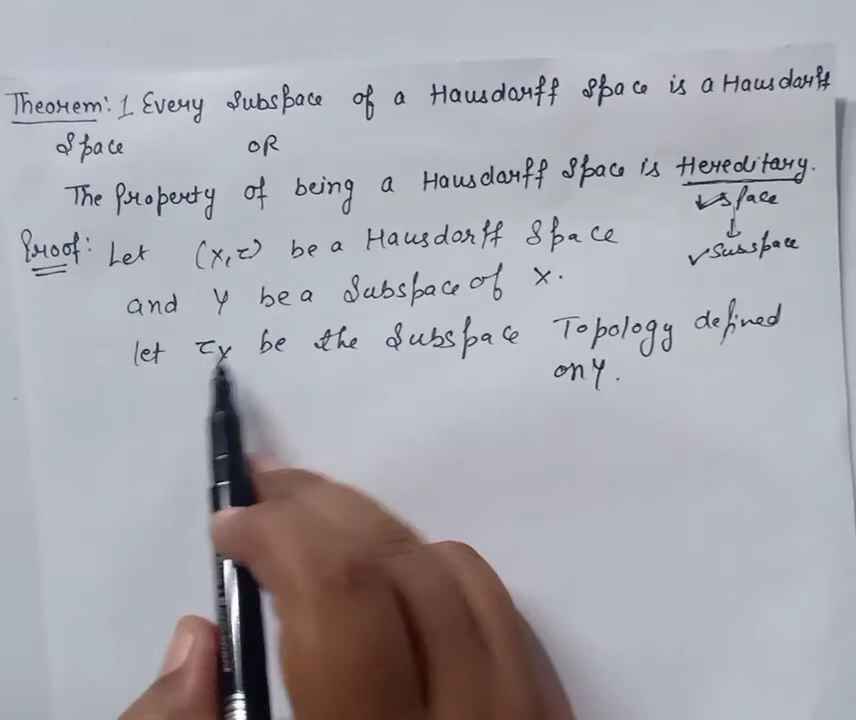 Theorem: 1 Every Subspace of a Hausdorff Space is a Hausdorff
Space OR
The Property of being a Hausdorff Space is Hereditary.
✓Space
↓
✓Subspace
Proof: Let (X,τ) be a Hausdorff Space
and Y be a Subspace of X.
let τY be the Subspace Topology defined
on Y.